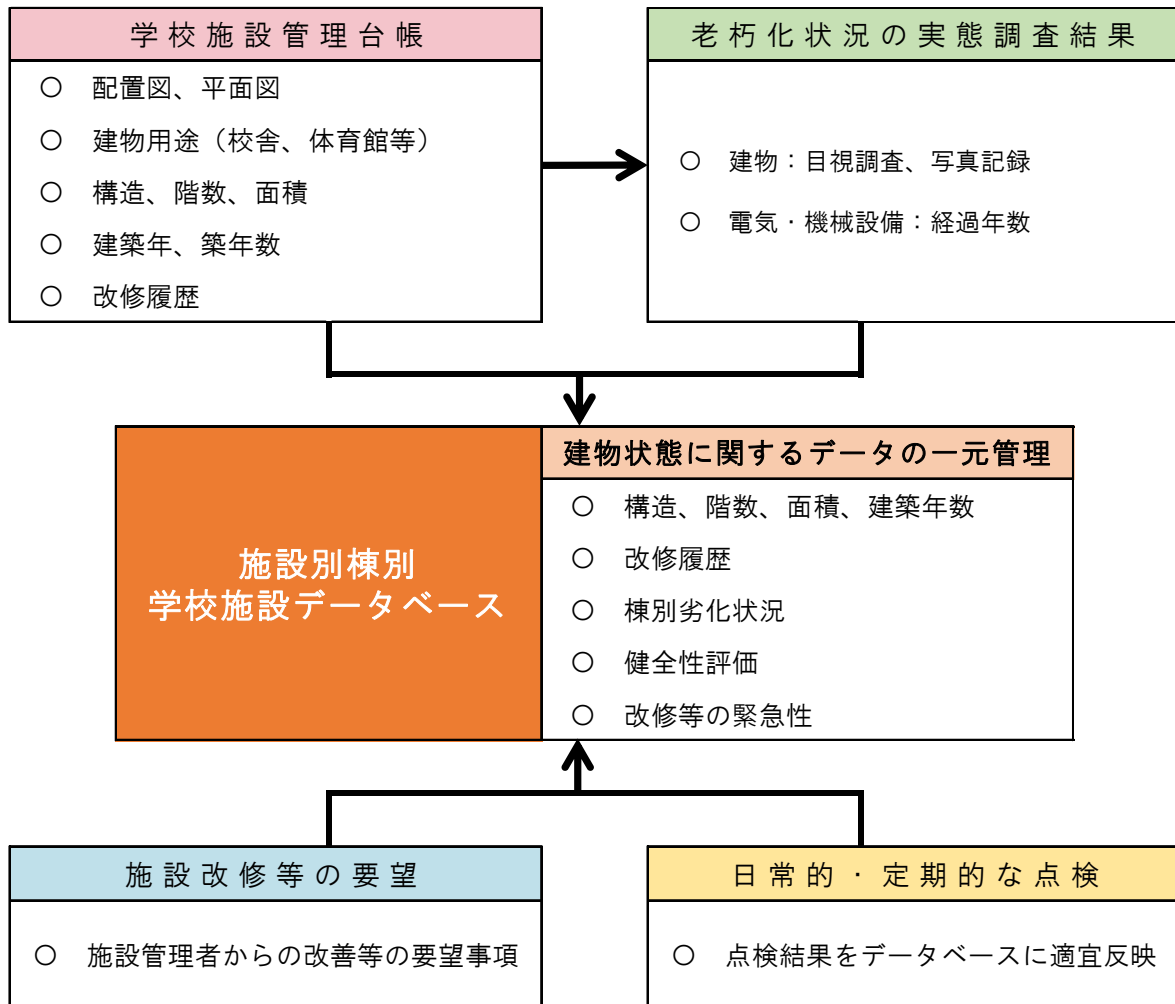 学校施設管理台帳
○ 配置図、平面図
○ 建物用途（校舎、体育館等）
○ 構造、階数、面積
○ 建築年、築年数
○ 改修履歴
老朽化状況の実態調査結果
○ 建物：目視調査、写真記録
○ 電気・機械設備：経過年数
施設別棟別
学校施設データベース
建物状態に関するデータの一元管理
○ 構造、階数、面積、建築年数
○ 改修履歴
○ 棟別劣化状況
○ 健全性評価
○ 改修等の緊急性
施設改修等の要望
○ 施設管理者からの改善等の要望事項
日常的・定期的な点検
○ 点検結果をデータベースに適宜反映